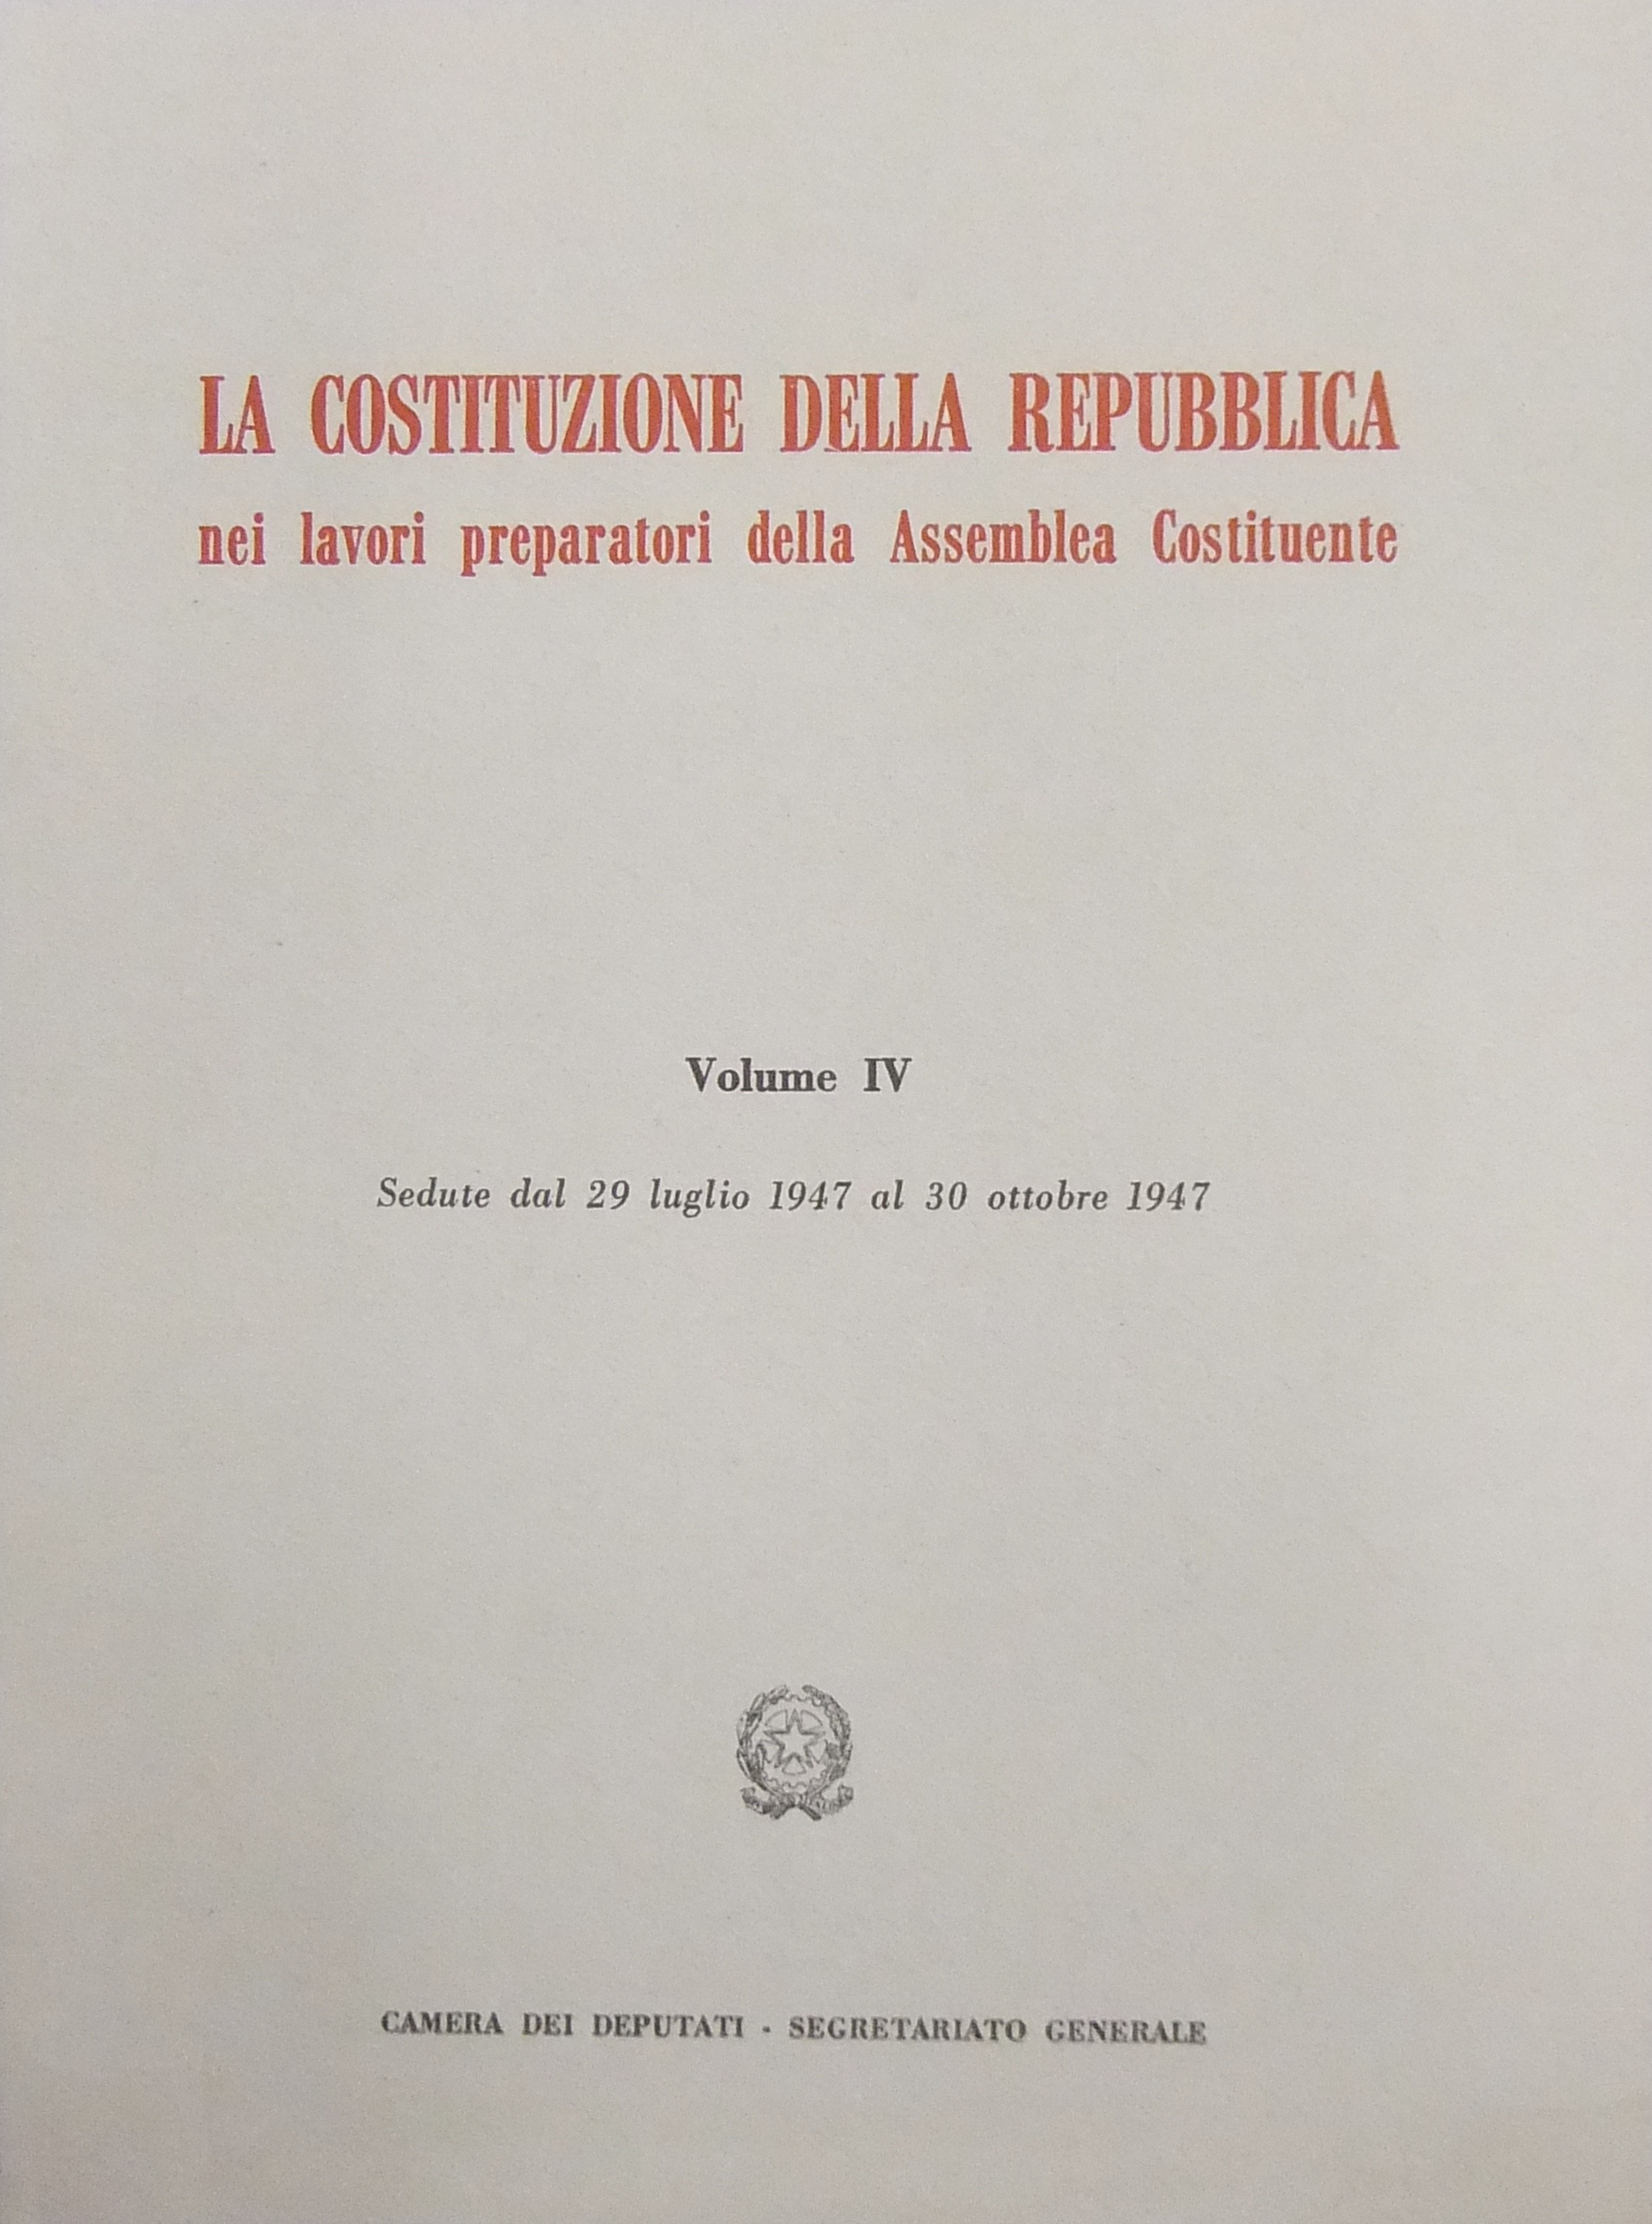 LA COSTITUZIONE DELLA REPUBBLICA
nei lavori preparatori della Assemblea Costituente
Volume IV
Sedute dal 29 luglio 1947 al 30 ottobre 1947
CAMERA DEI DEPUTATI - SEGRETARIATO GENERALE